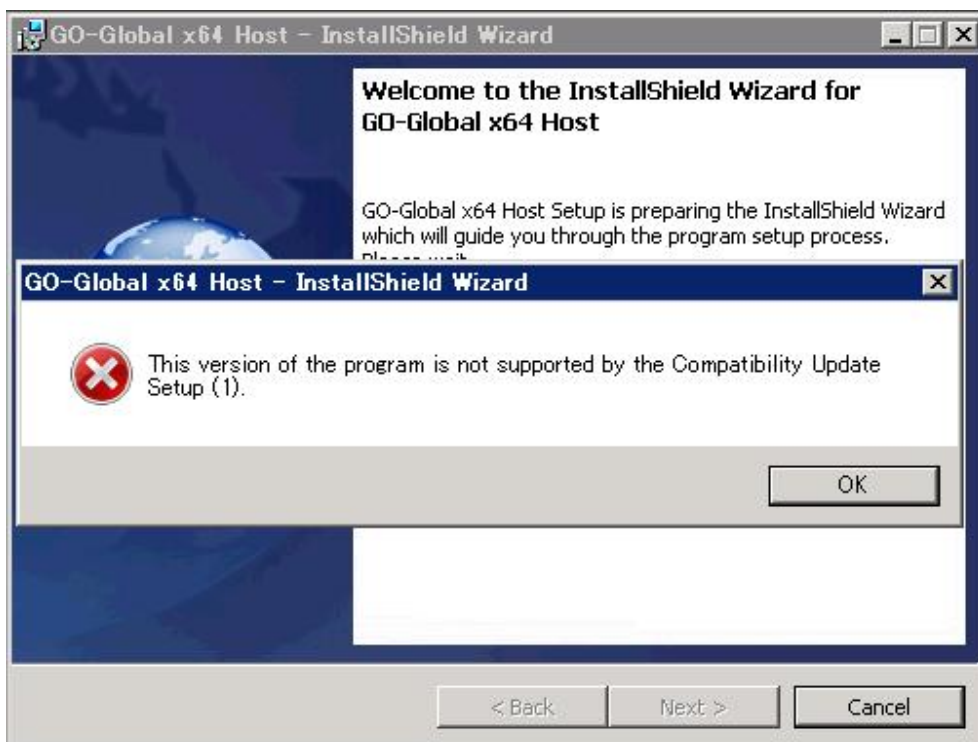 GO-Global x64 Host - InstallShield Wizard
Welcome to the InstallShield Wizard for
GO-Global x64 Host
GO-Global x64 Host Setup is preparing the InstallShield Wizard
which will guide you through the program setup process.
Please wait
GO-Global x64 Host - InstallShield Wizard
This version of the program is not supported by the Compatibility Update
Setup (1).
OK
< Back
Next >
Cancel